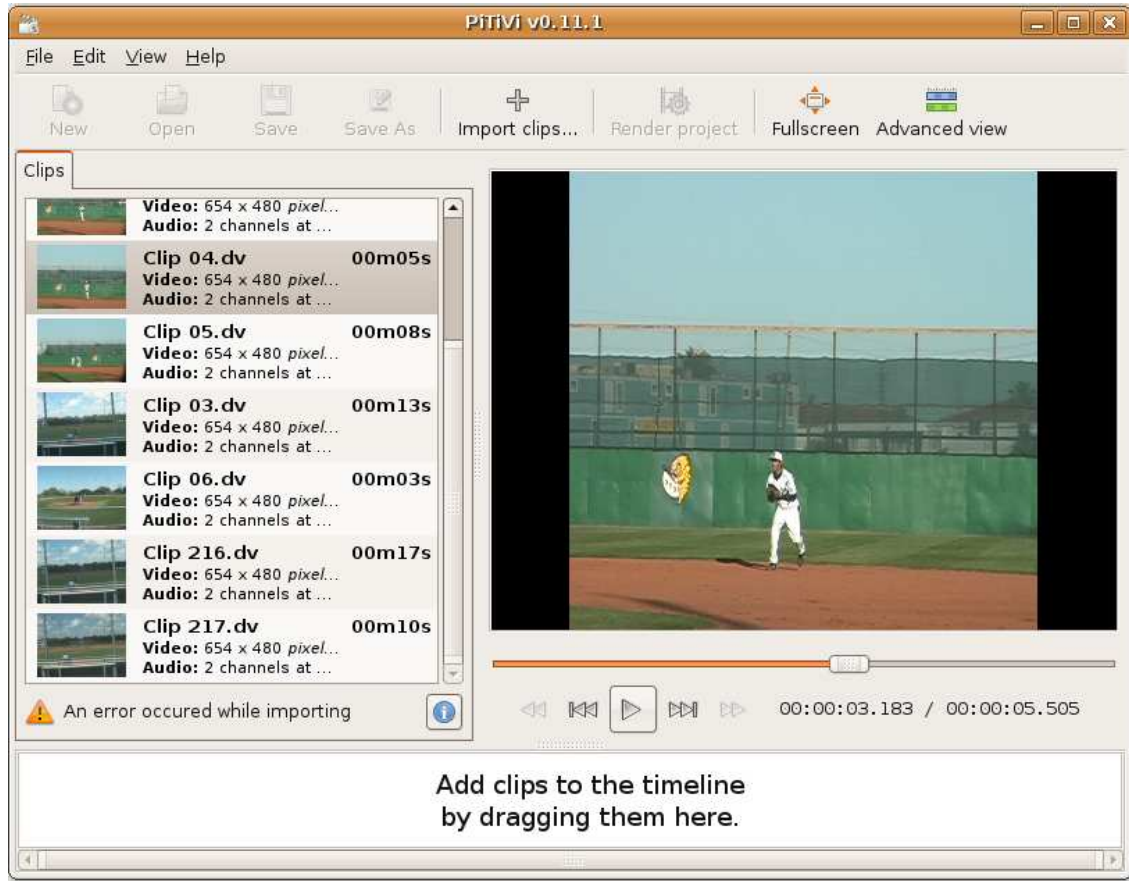 PiTiVi v0.11.1
File Edit View Help
New Open Save Save As Import clips... Render project Fullscreen Advanced view
Clips
Video: 654 x 480 pixel...
Audio: 2 channels at ...
Clip 04.dv 00m05s
Video: 654 x 480 pixel...
Audio: 2 channels at ...
Clip 05.dv 00m08s
Video: 654 x 480 pixel...
Audio: 2 channels at ...
Clip 03.dv 00m13s
Video: 654 x 480 pixel...
Audio: 2 channels at ...
Clip 06.dv 00m03s
Video: 654 x 480 pixel...
Audio: 2 channels at ...
Clip 216.dv 00m17s
Video: 654 x 480 pixel...
Audio: 2 channels at ...
Clip 217.dv 00m10s
Video: 654 x 480 pixel...
Audio: 2 channels at ...
An error occured while importing
00:00:03.183 / 00:00:05.505
Add clips to the timeline
by dragging them here.